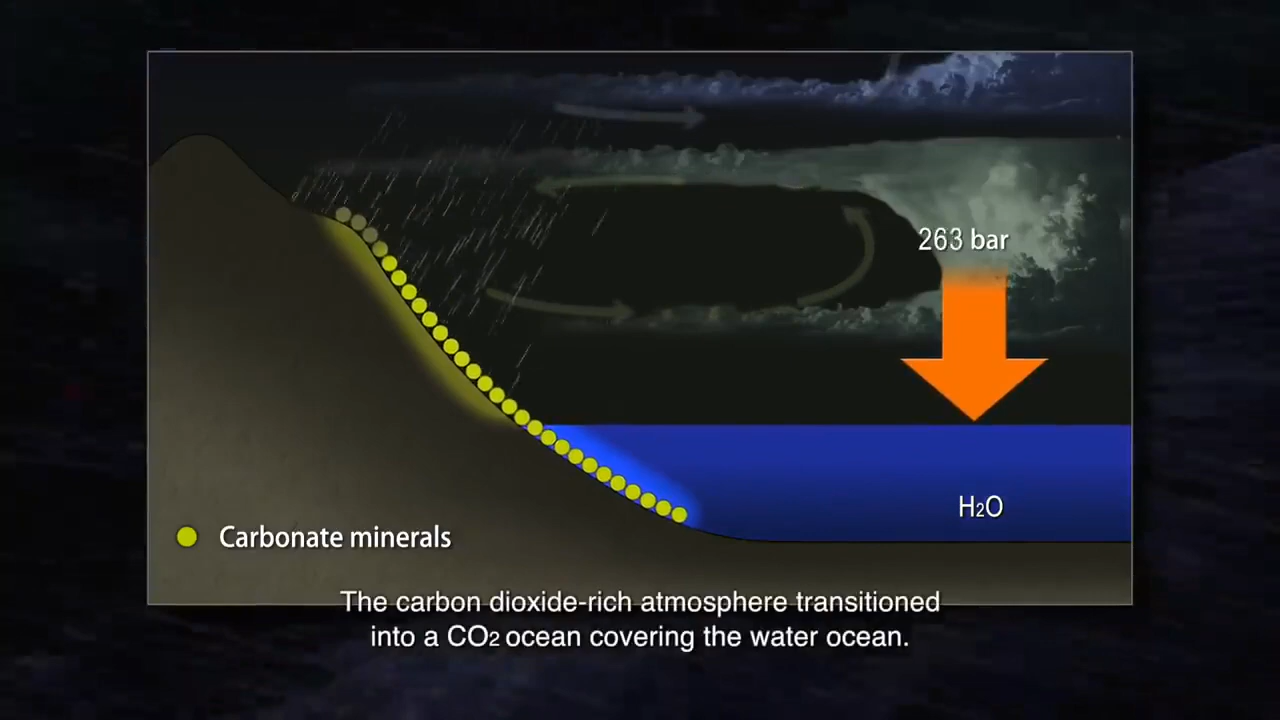 263 bar
H₂O
Carbonate minerals
The carbon dioxide-rich atmosphere transitioned
into a CO₂ ocean covering the water ocean.